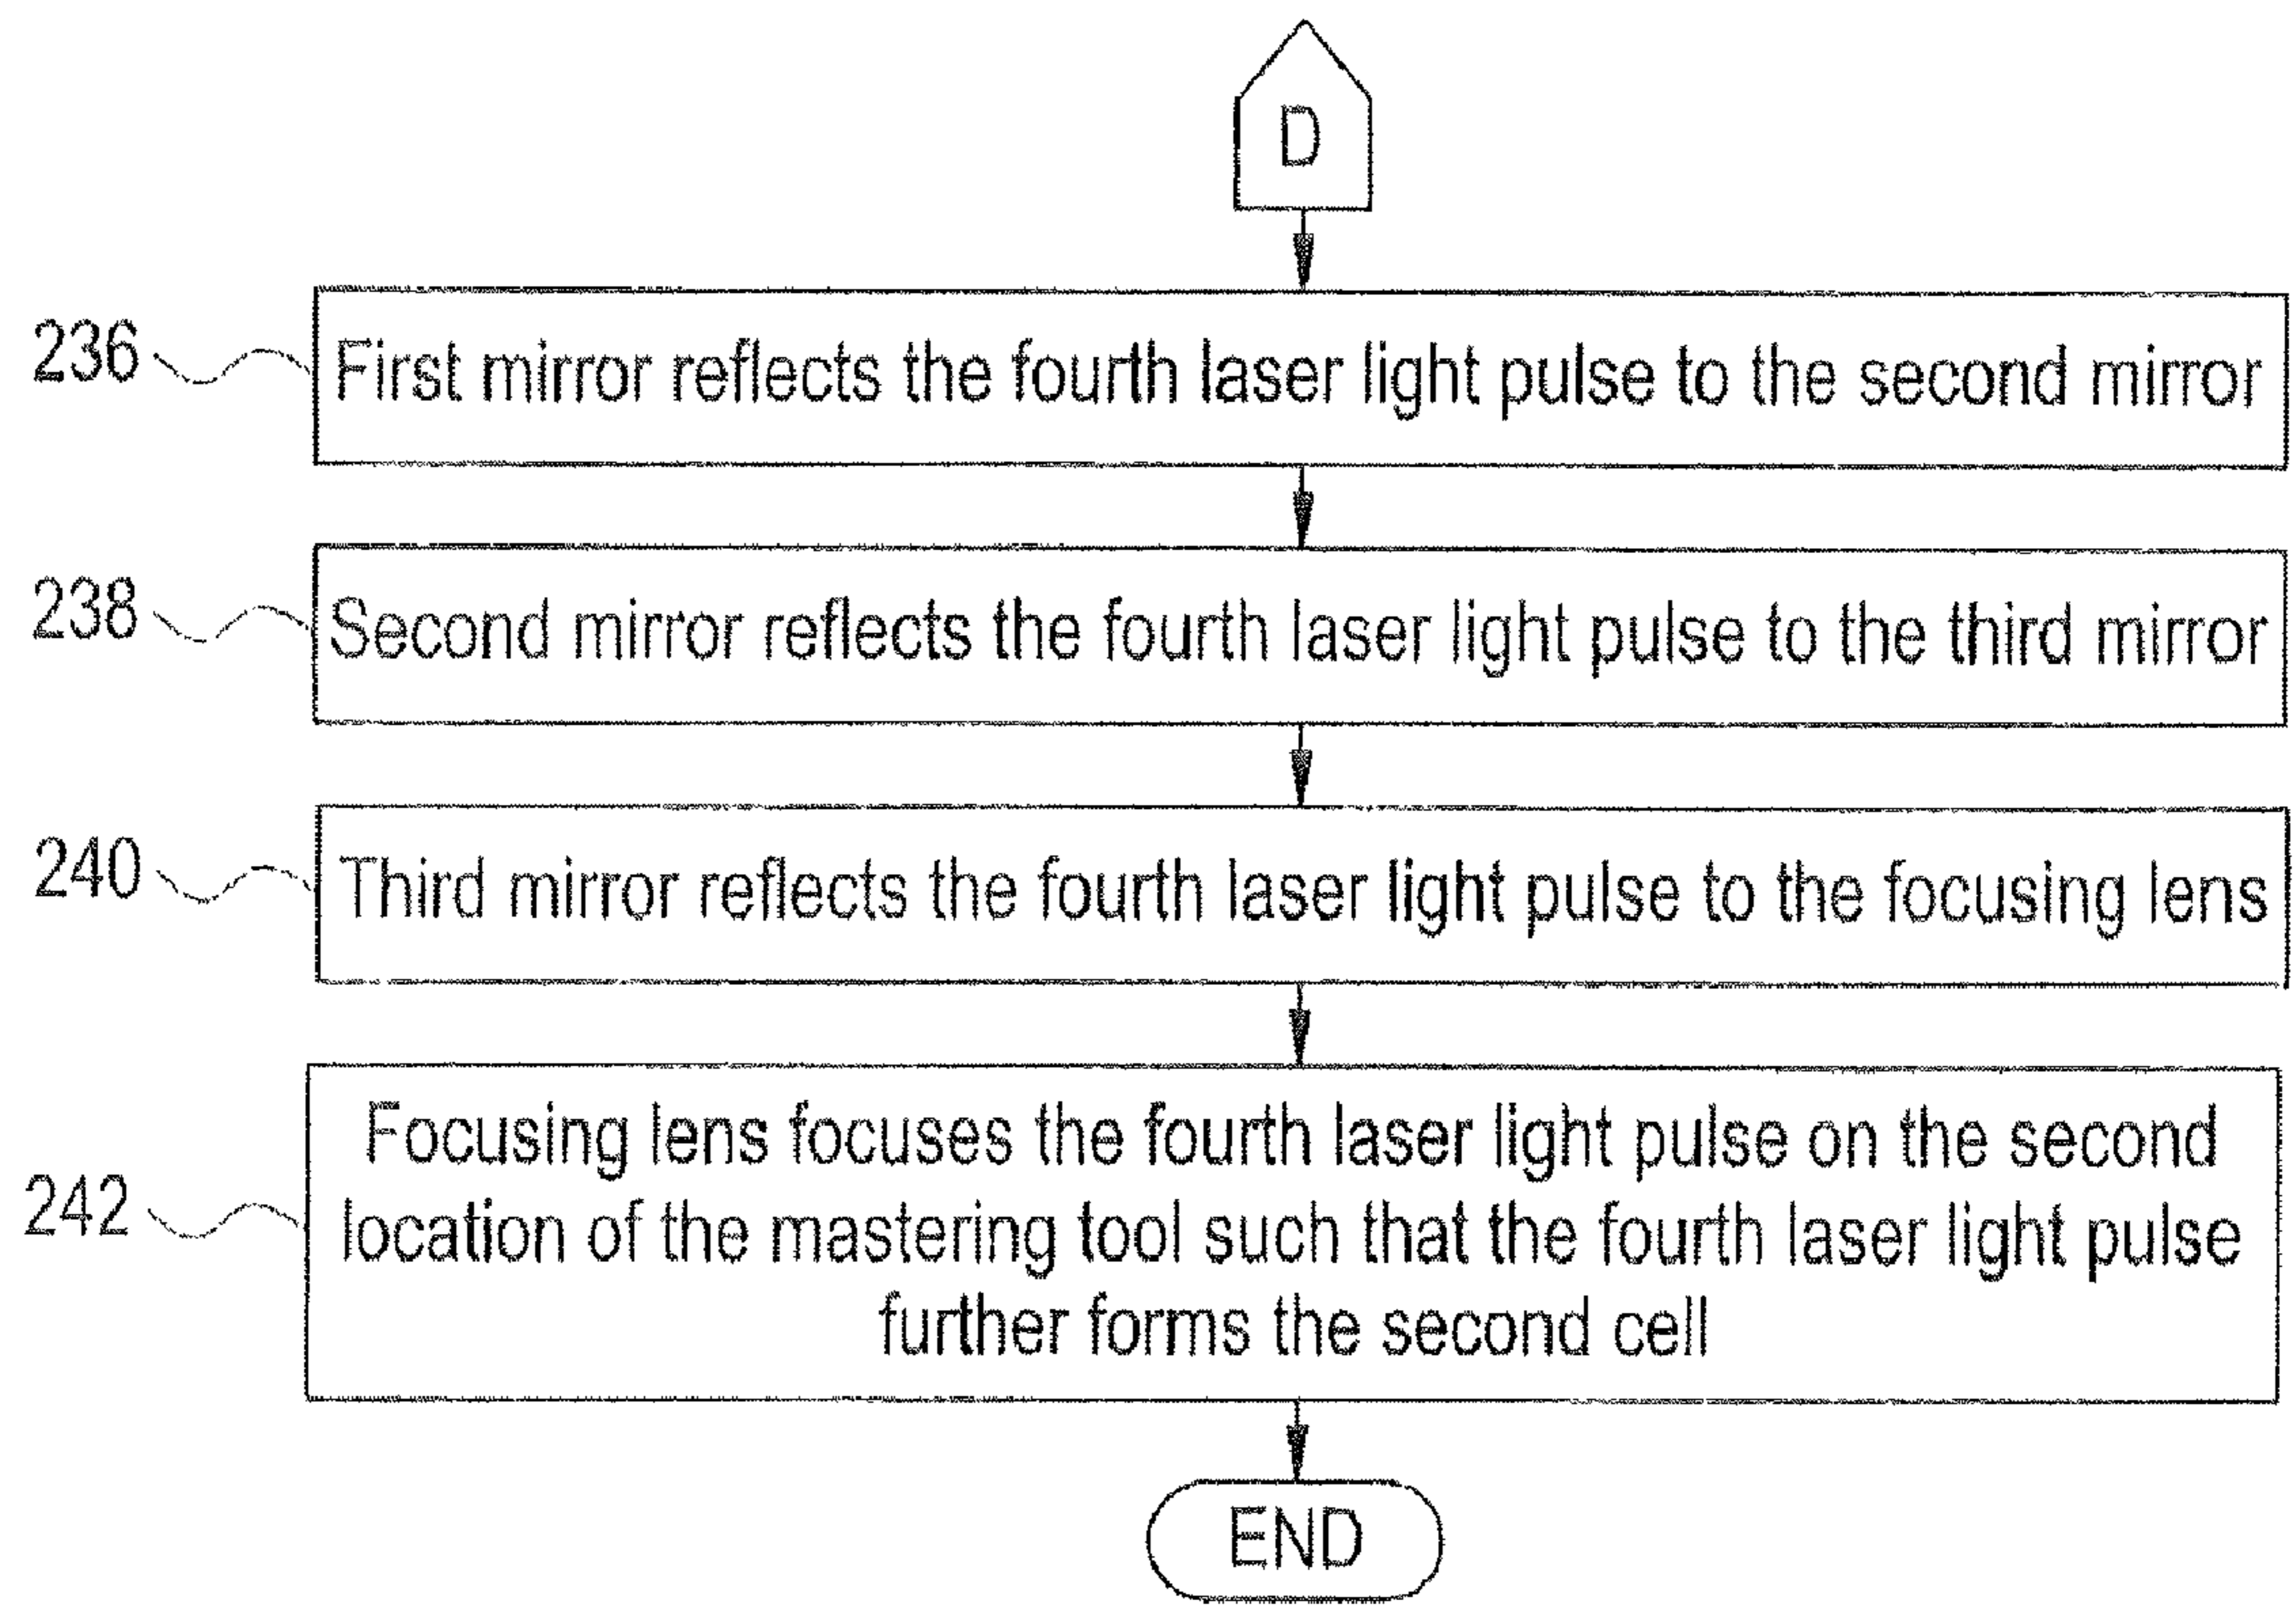 D
236
First mirror reflects the fourth laser light pulse to the second mirror
238
Second mirror reflects the fourth laser light pulse to the third mirror
240
Third mirror reflects the fourth laser light pulse to the focusing lens
242
Focusing lens focuses the fourth laser light pulse on the second
location of the mastering tool such that the fourth laser light pulse
further forms the second cell
END